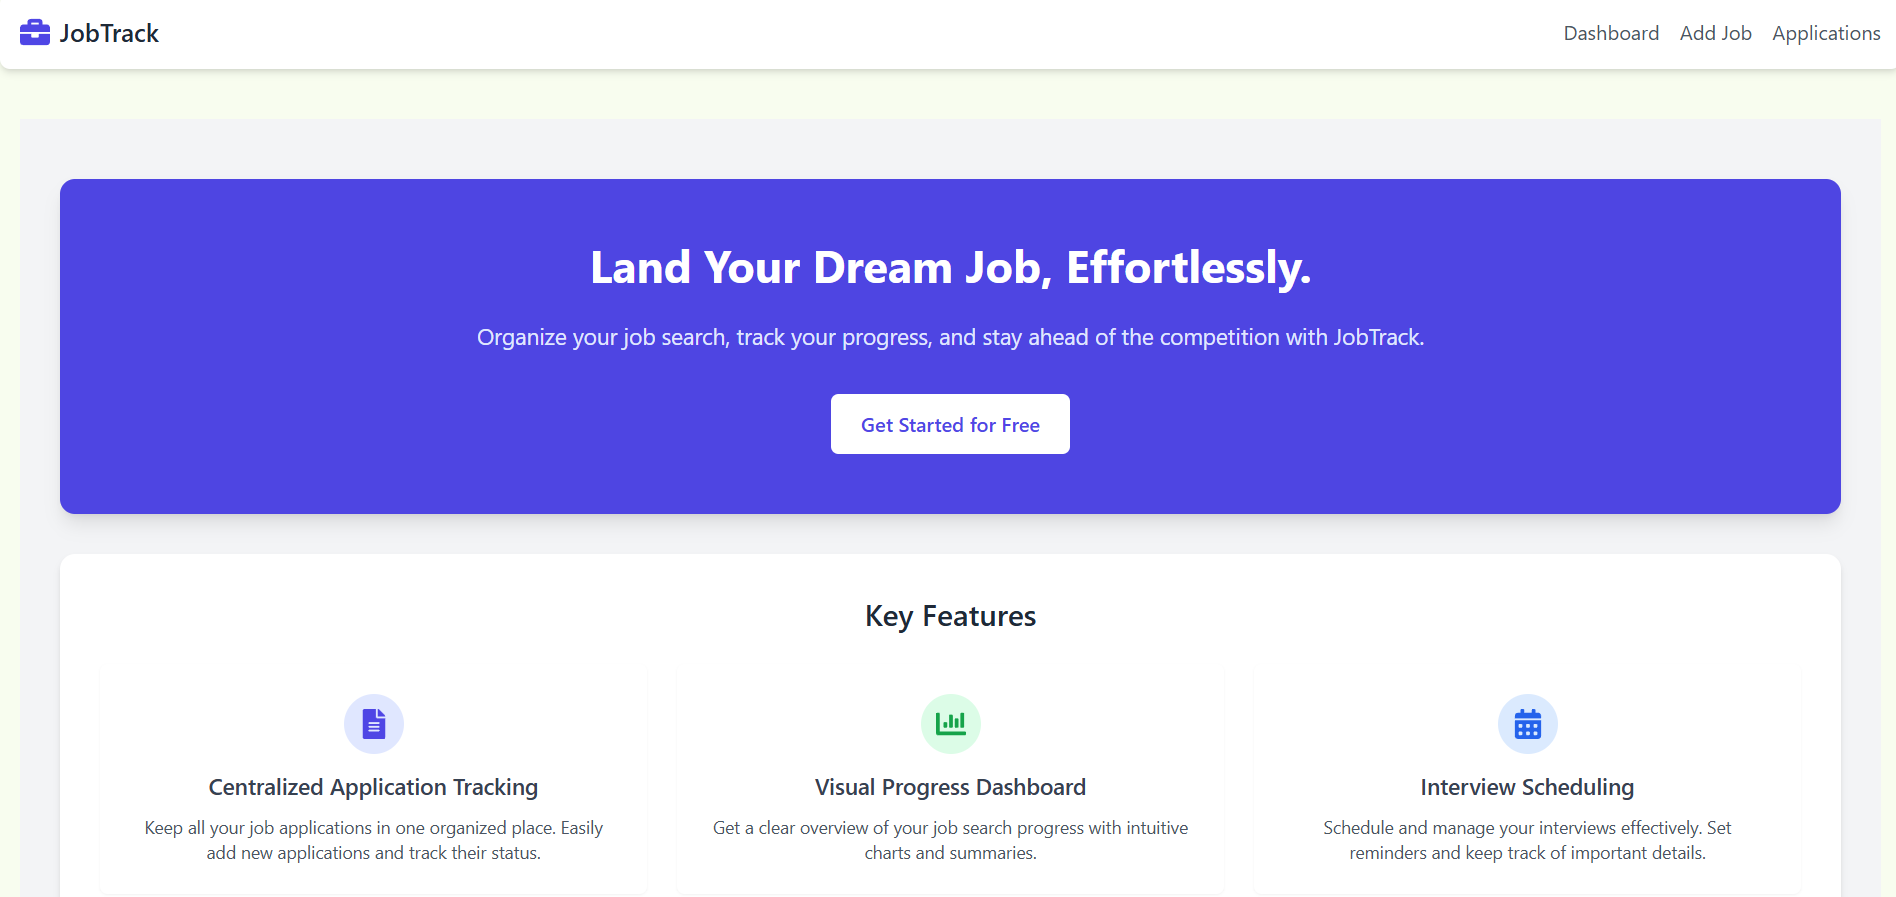 JobTrack
Dashboard Add Job Applications
Land Your Dream Job, Effortlessly.
Organize your job search, track your progress, and stay ahead of the competition with JobTrack.
Get Started for Free
Key Features
Centralized Application Tracking
Keep all your job applications in one organized place. Easily
add new applications and track their status.
Visual Progress Dashboard
Get a clear overview of your job search progress with intuitive
charts and summaries.
Interview Scheduling
Schedule and manage your interviews effectively. Set
reminders and keep track of important details.